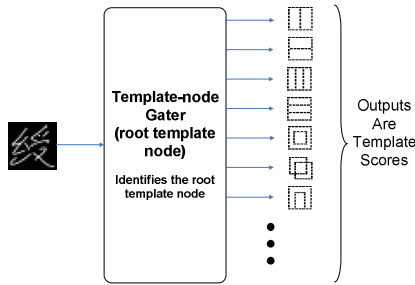 Template-node
Gater
(root template
node)
Identifies the root
template node
Outputs
Are
Template
Scores